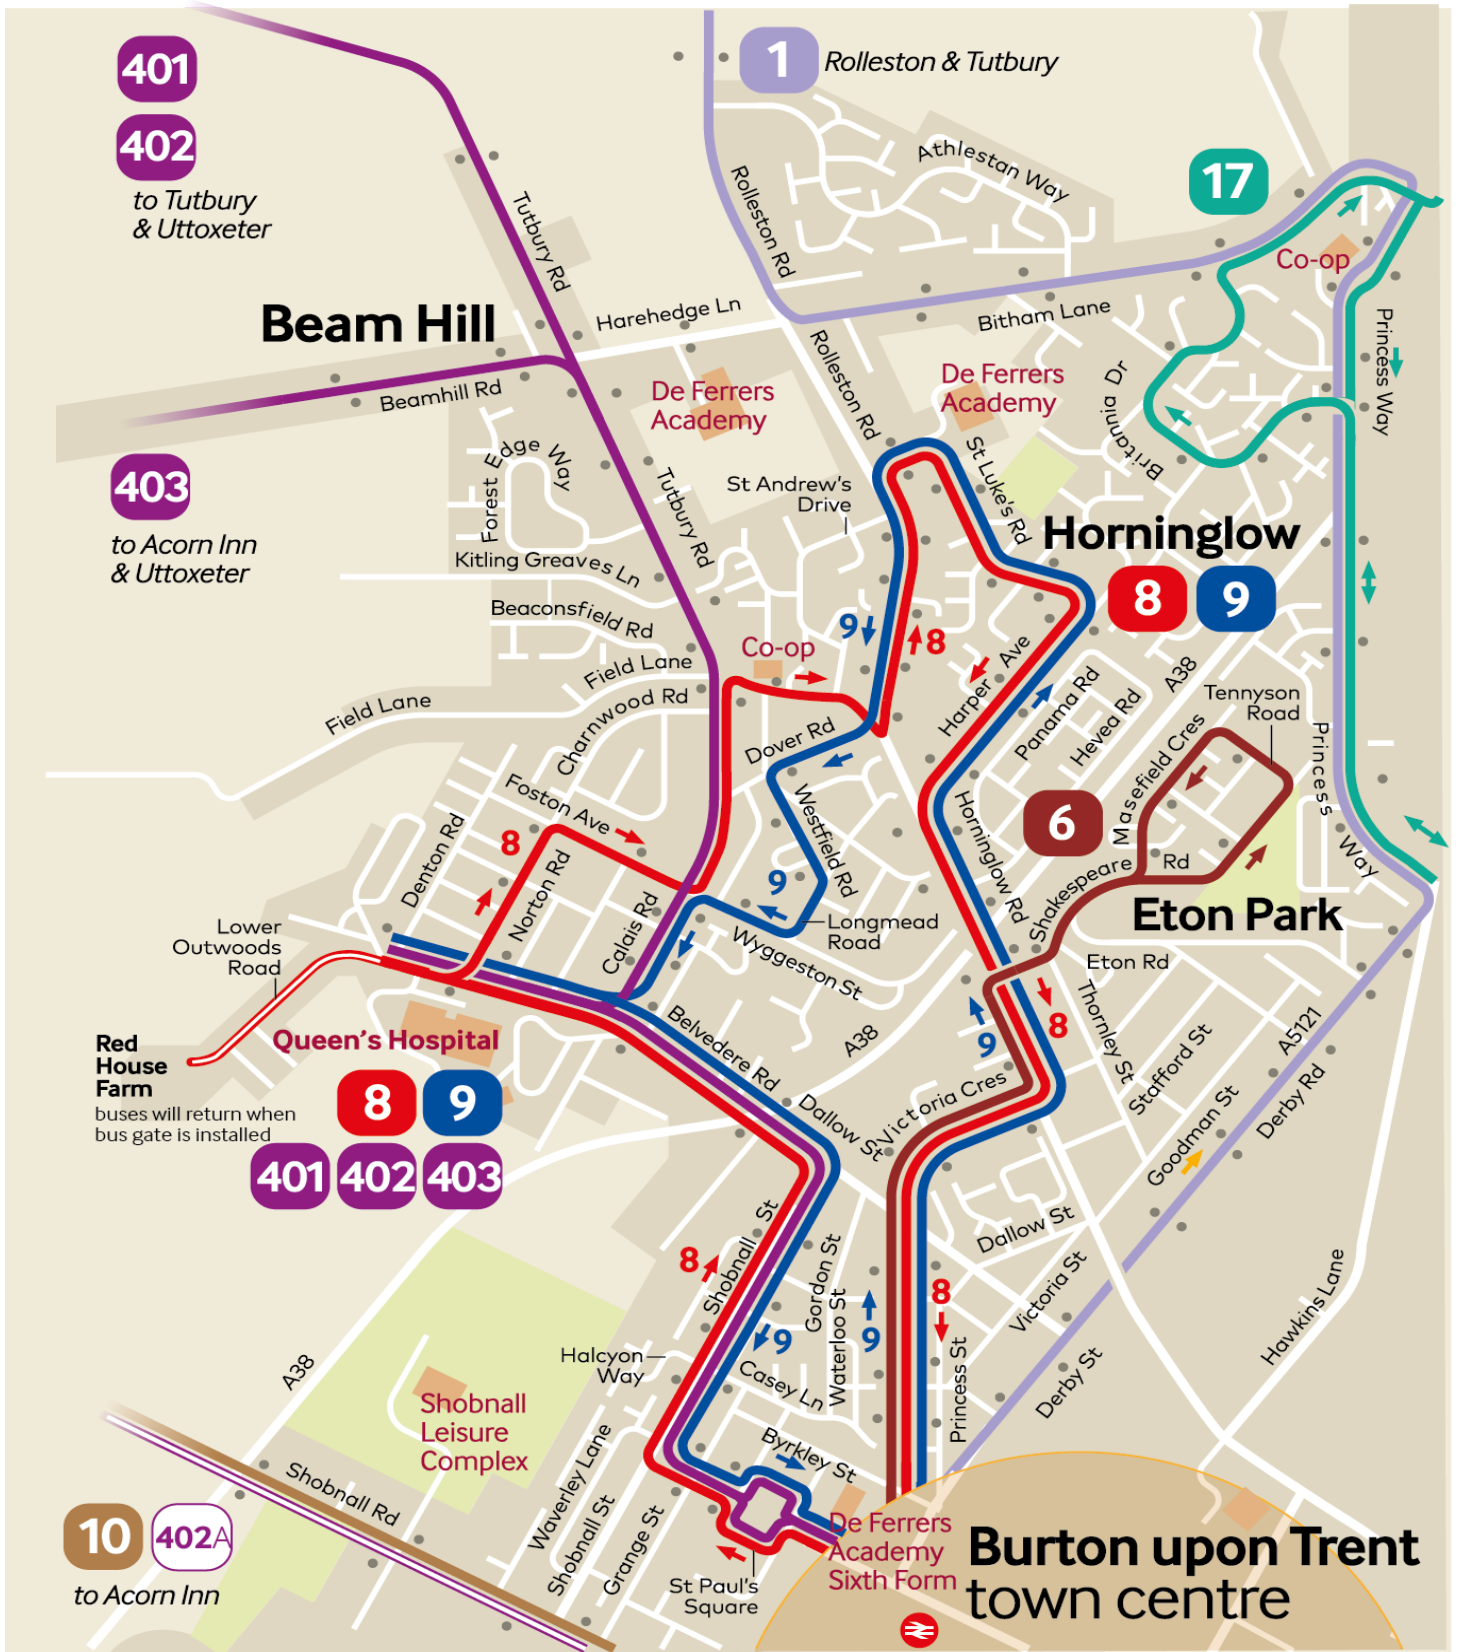 401
402
to Tutbury
& Uttoxeter
1
Rolleston & Tutbury
Athlestan Way
17
Rolleston Rd
Tutbury Rd
Co-op
Beam Hill
Harehedge Ln
Bitham Lane
Princess Way
Beamhill Rd
De Ferrers
Academy
Rolleston Rd
De Ferrers
Academy
Britannia Dr
Forest Edge Way
403
to Acorn Inn
& Uttoxeter
Tutbury Rd
St Andrew's
Drive
St Luke's Rd
Horninglow
8
9
Kitling Greaves Ln
Beaconsfield Rd
Field Lane
Field Lane
Charnwood Rd
Co-op
9
8
Harper Ave
Panama Rd
Hevea Rd
A38
Tennyson
Road
Masefield Cres
Princess Way
Dover Rd
Foston Ave
8
Denton Rd
Norton Rd
Calais Rd
Westfield Rd
9
Longmead
Road
Wyggeston St
Horninglow Rd
6
Shakespeare Rd
Eton Park
Eton Rd
Lower
Outwoods
Road
Red
House
Farm
buses will return when
bus gate is installed
Queen's Hospital
8
9
401
402
403
Belvedere Rd
A38
9
8
Thornley St
Stafford St
A5121
Derby Rd
Goodman St
Victoria Cres
Dallow St
Dallow St
Victoria St
Hawkins Lane
8
Shobnall St
Gordon St
Waterloo St
9
9
8
Princess St
Derby St
Halcyon
Way
Casey Ln
Byrkley St
A38
Shobnall
Leisure
Complex
Shobnall Rd
Waverley Lane
Shobnall St
Grange St
St Paul's
Square
De Ferrers
Academy
Sixth Form
10
402A
to Acorn Inn
Burton upon Trent
town centre